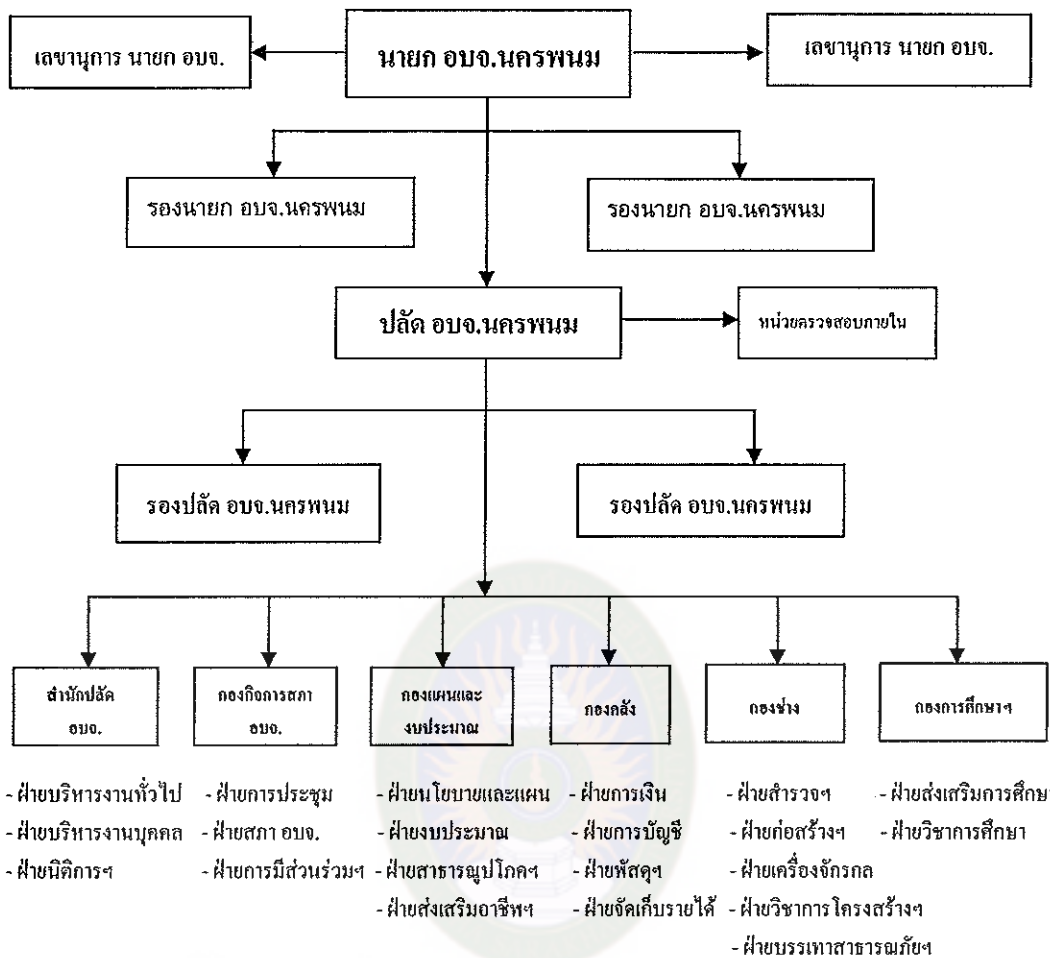 เลขานุการ นายก อบจ.
นายก อบจ.นครพนม
เลขานุการ นายก อบจ.
รองนายก อบจ.นครพนม
รองนายก อบจ.นครพนม
ปลัด อบจ.นครพนม
หน่วยตรวจสอบภายใน
รองปลัด อบจ.นครพนม
รองปลัด อบจ.นครพนม
สำนักปลัด
อบจ.
กองกิจการสภา
อบจ.
กองแผนและ
งบประมาณ
กองคลัง
กองช่าง
กองการศึกษาฯ
- ฝ่ายบริหารงานทั่วไป
- ฝ่ายบริหารงานบุคคล
- ฝ่ายนิติการฯ
- ฝ่ายการประชุม
- ฝ่ายสภา อบจ.
- ฝ่ายการมีส่วนร่วมฯ
- ฝ่ายนโยบายและแผน
- ฝ่ายงบประมาณ
- ฝ่ายสาธารณูปโภคฯ
- ฝ่ายส่งเสริมอาชีพฯ
- ฝ่ายการเงิน
- ฝ่ายการบัญชี
- ฝ่ายพัสดุฯ
- ฝ่ายจัดเก็บรายได้
- ฝ่ายสำรวจฯ
- ฝ่ายก่อสร้างฯ
- ฝ่ายเครื่องจักรกล
- ฝ่ายวิชาการโครงสร้างฯ
- ฝ่ายบรรเทาสาธารณภัยฯ
- ฝ่ายส่งเสริมการศึกษ
- ฝ่ายวิชาการศึกษา